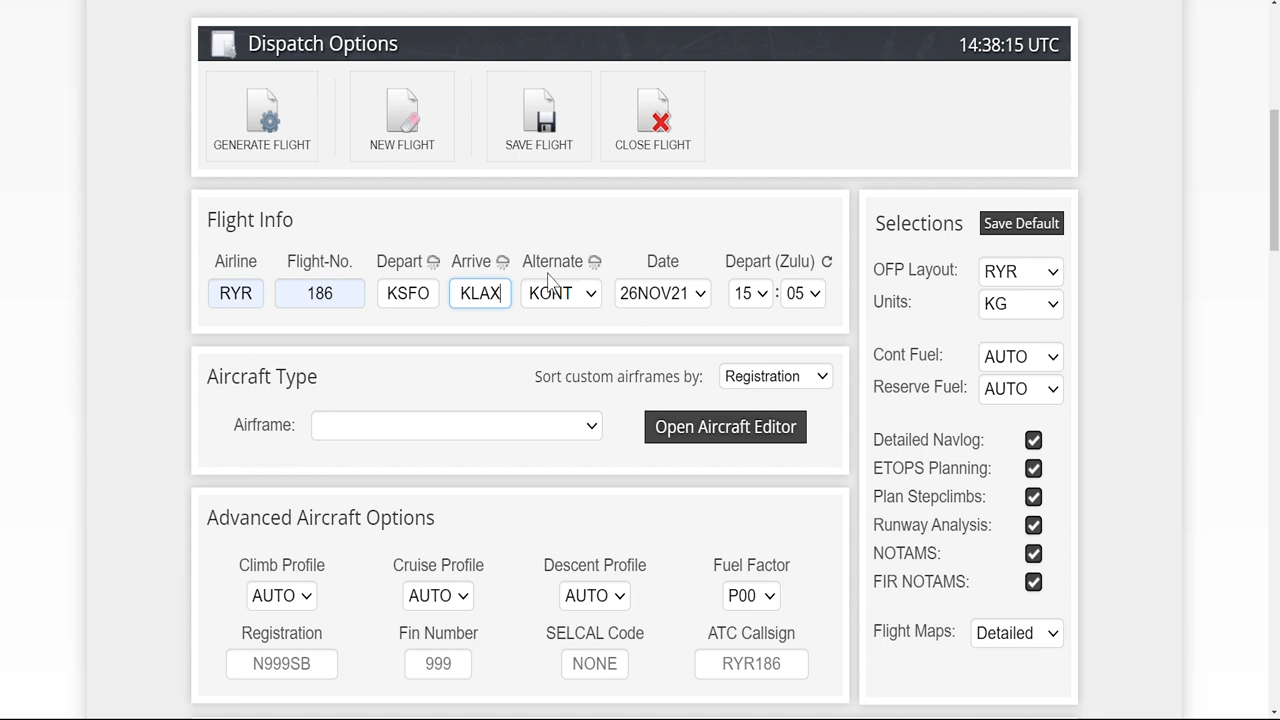 Dispatch Options 14:38:15 UTC
GENERATE FLIGHT NEW FLIGHT SAVE FLIGHT CLOSE FLIGHT
Flight Info
Airline Flight-No. Depart Arrive Alternate Date Depart (Zulu)
RYR 186 KSFO KLAX KONT 26NOV21 15 : 05
Aircraft Type Sort custom airframes by: Registration
Airframe: Open Aircraft Editor
Advanced Aircraft Options
Climb Profile Cruise Profile Descent Profile Fuel Factor
AUTO AUTO AUTO P00
Registration Fin Number SELCAL Code ATC Callsign
N999SB 999 NONE RYR186
Selections Save Default
OFP Layout: RYR
Units: KG
Cont Fuel: AUTO
Reserve Fuel: AUTO
Detailed Navlog:
ETOPS Planning:
Plan Stepclimbs:
Runway Analysis:
NOTAMS:
FIR NOTAMS:
Flight Maps: Detailed